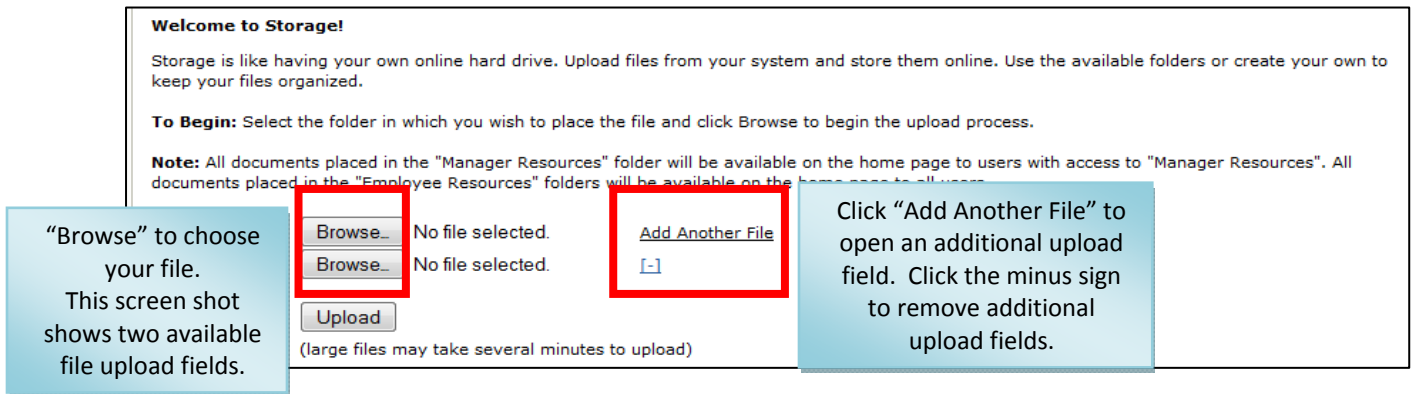 Welcome to Storage!
Storage is like having your own online hard drive. Upload files from your system and store them online. Use the available folders or create your own to
keep your files organized.
To Begin: Select the folder in which you wish to place the file and click Browse to begin the upload process.
Note: All documents placed in the "Manager Resources" folder will be available on the home page to users with access to "Manager Resources". All
documents placed in the "Employee Resources" folders will be available on the home page to all users.
Browse… No file selected. Add Another File
Browse… No file selected. [-]
Upload
(large files may take several minutes to upload)
“Browse” to choose
your file.
This screen shot
shows two available
file upload fields.
Click “Add Another File” to
open an additional upload
field.  Click the minus sign
to remove additional
upload fields.